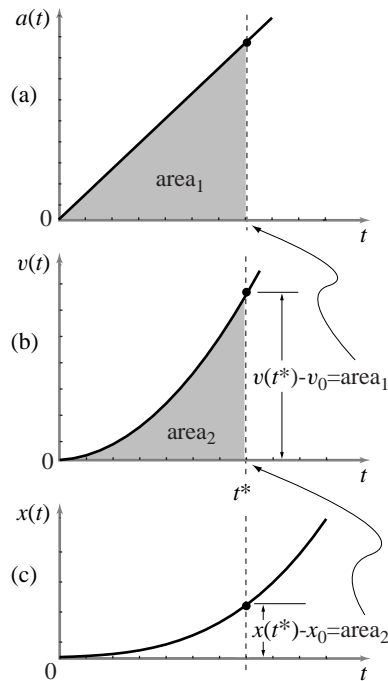 a(t)
(a)
area₁
0
t
v(t)
(b)
v(t*)-v₀=area₁
area₂
0
t*
t
x(t)
(c)
x(t*)-x₀=area₂
0
t